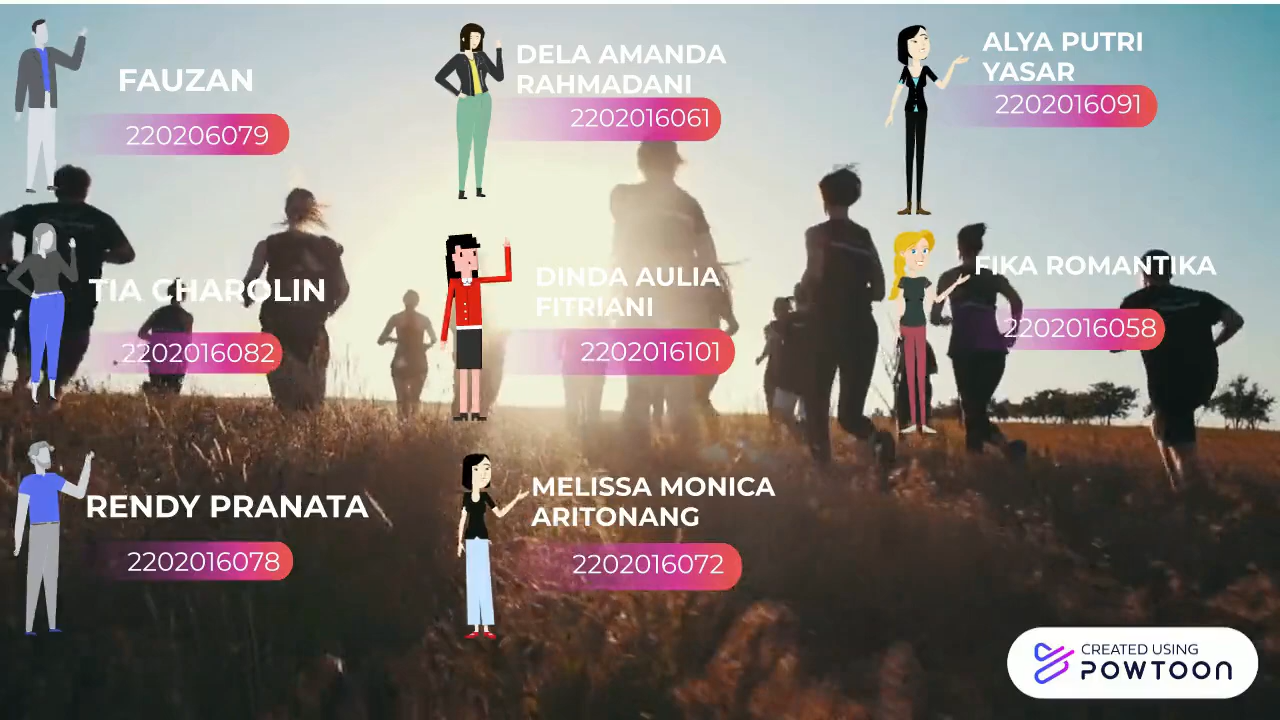 FAUZAN
220206079
DELA AMANDA
RAHMADANI
2202016061
ALYA PUTRI
YASAR
2202016091
TIA CHAROLIN
2202016082
DINDA AULIA
FITRIANI
2202016101
FIKA ROMANTIKA
2202016058
RENDY PRANATA
2202016078
MELISSA MONICA
ARITONANG
2202016072
CREATED USING
POWTOON